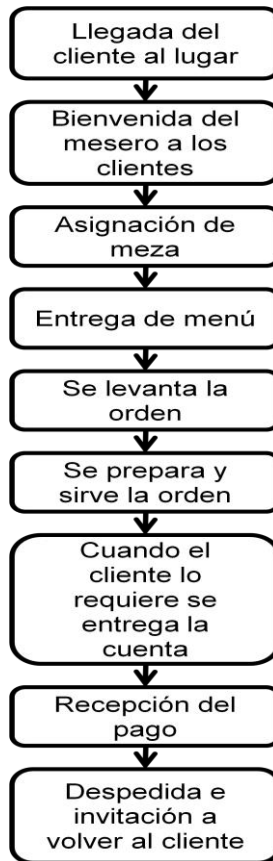 Llegada del
cliente al lugar
Bienvenida del
mesero a los
clientes
Asignación de
meza
Entrega de menú
Se levanta la
orden
Se prepara y
sirve la orden
Cuando el
cliente lo
requiere se
entrega la
cuenta
Recepción del
pago
Despedida e
invitación a
volver al cliente